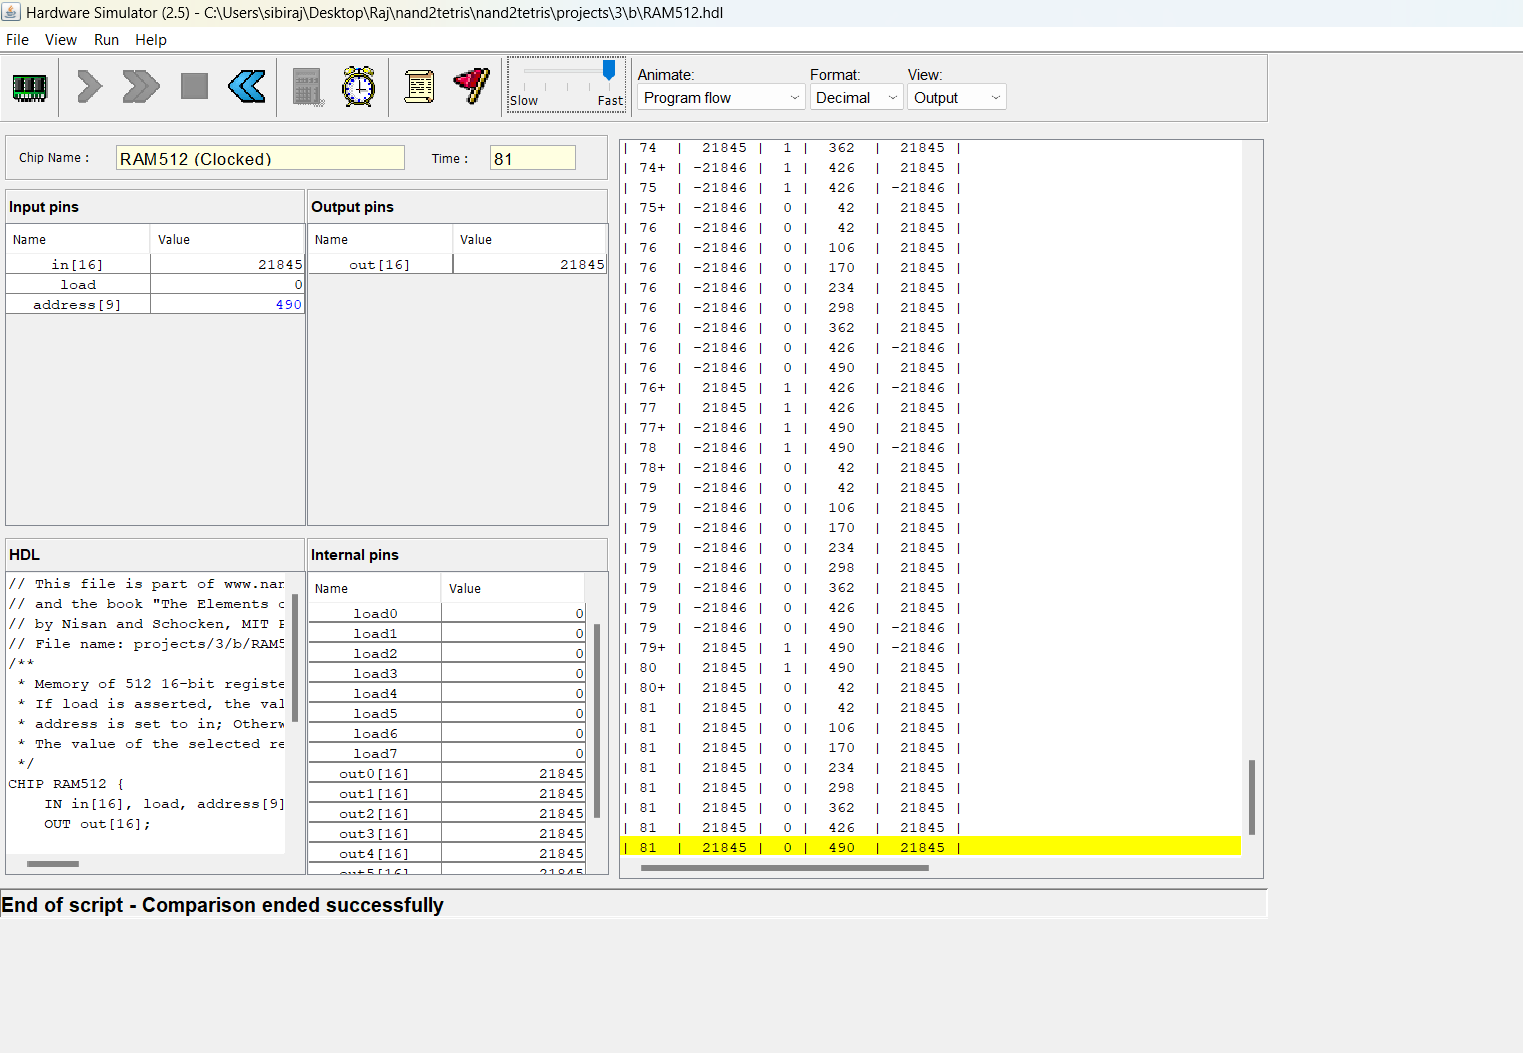 Hardware Simulator (2.5) - C:\Users\sibiraj\Desktop\Raj\nand2tetris\nand2tetris\projects\3\b\RAM512.hdl
File View Run Help
Slow Fast
Animate: Format: View:
Program flow Decimal Output
Chip Name : RAM512 (Clocked) Time : 81
Input pins
Name Value
in[16] 21845
load 0
address[9] 490
Output pins
Name Value
out[16] 21845
HDL
// This file is part of www.nan
// and the book "The Elements o
// by Nisan and Schocken, MIT P
// File name: projects/3/b/RAM5
/**
* Memory of 512 16-bit registe
* If load is asserted, the val
* address is set to in; Otherw
* The value of the selected re
*/
CHIP RAM512 {
IN in[16], load, address[9]
OUT out[16];
Internal pins
Name Value
load0 0
load1 0
load2 0
load3 0
load4 0
load5 0
load6 0
load7 0
out0[16] 21845
out1[16] 21845
out2[16] 21845
out3[16] 21845
out4[16] 21845
out5[16] 21845
| 74 | 21845 | 1 | 362 | 21845 |
| 74+ | -21846 | 1 | 426 | 21845 |
| 75 | -21846 | 1 | 426 | -21846 |
| 75+ | -21846 | 0 | 42 | 21845 |
| 76 | -21846 | 0 | 42 | 21845 |
| 76 | -21846 | 0 | 106 | 21845 |
| 76 | -21846 | 0 | 170 | 21845 |
| 76 | -21846 | 0 | 234 | 21845 |
| 76 | -21846 | 0 | 298 | 21845 |
| 76 | -21846 | 0 | 362 | 21845 |
| 76 | -21846 | 0 | 426 | -21846 |
| 76 | -21846 | 0 | 490 | 21845 |
| 76+ | 21845 | 1 | 426 | -21846 |
| 77 | 21845 | 1 | 426 | 21845 |
| 77+ | -21846 | 1 | 490 | 21845 |
| 78 | -21846 | 1 | 490 | -21846 |
| 78+ | -21846 | 0 | 42 | 21845 |
| 79 | -21846 | 0 | 42 | 21845 |
| 79 | -21846 | 0 | 106 | 21845 |
| 79 | -21846 | 0 | 170 | 21845 |
| 79 | -21846 | 0 | 234 | 21845 |
| 79 | -21846 | 0 | 298 | 21845 |
| 79 | -21846 | 0 | 362 | 21845 |
| 79 | -21846 | 0 | 426 | 21845 |
| 79 | -21846 | 0 | 490 | -21846 |
| 79+ | 21845 | 1 | 490 | -21846 |
| 80 | 21845 | 1 | 490 | 21845 |
| 80+ | 21845 | 0 | 42 | 21845 |
| 81 | 21845 | 0 | 42 | 21845 |
| 81 | 21845 | 0 | 106 | 21845 |
| 81 | 21845 | 0 | 170 | 21845 |
| 81 | 21845 | 0 | 234 | 21845 |
| 81 | 21845 | 0 | 298 | 21845 |
| 81 | 21845 | 0 | 362 | 21845 |
| 81 | 21845 | 0 | 426 | 21845 |
| 81 | 21845 | 0 | 490 | 21845 |
End of script - Comparison ended successfully